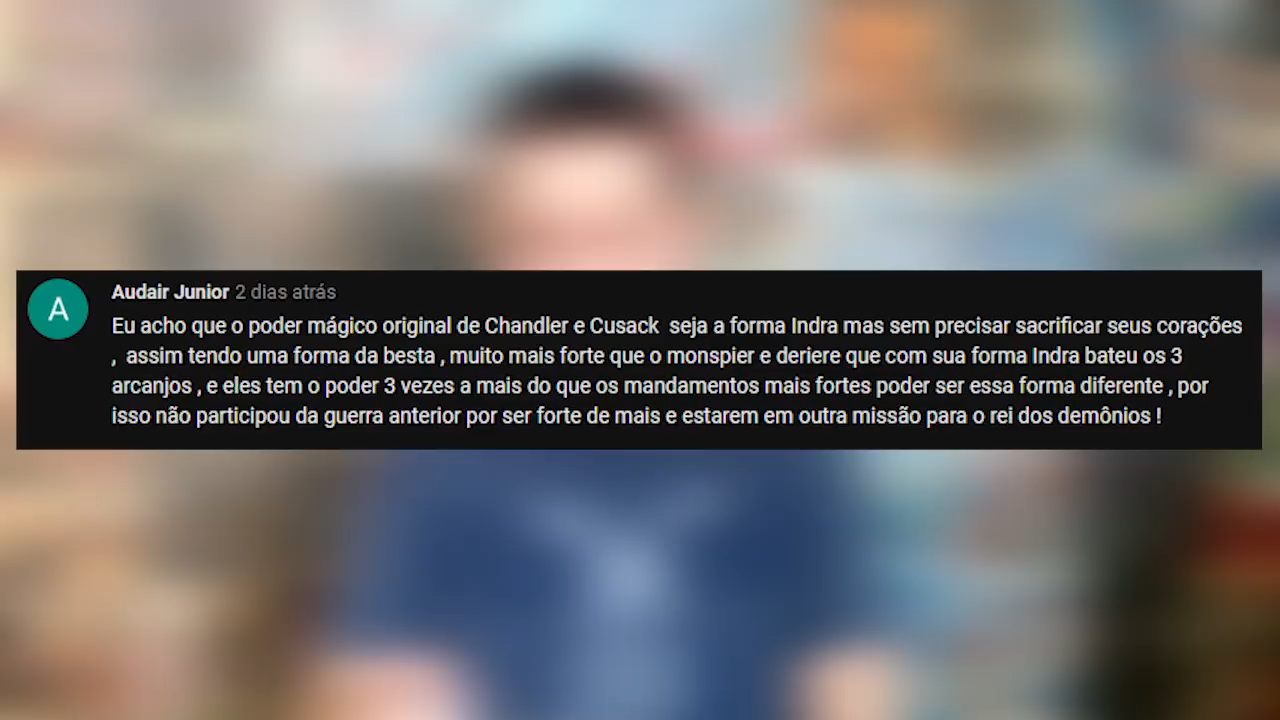 A
Audair Junior 2 dias atrás
Eu acho que o poder mágico original de Chandler e Cusack  seja a forma Indra mas sem precisar sacrificar seus corações
,  assim tendo uma forma da besta , muito mais forte que o monspier e deriere que com sua forma Indra bateu os 3
arcanjos , e eles tem o poder 3 vezes a mais do que os mandamentos mais fortes poder ser essa forma diferente , por
isso não participou da guerra anterior por ser forte de mais e estarem em outra missão para o rei dos demônios !